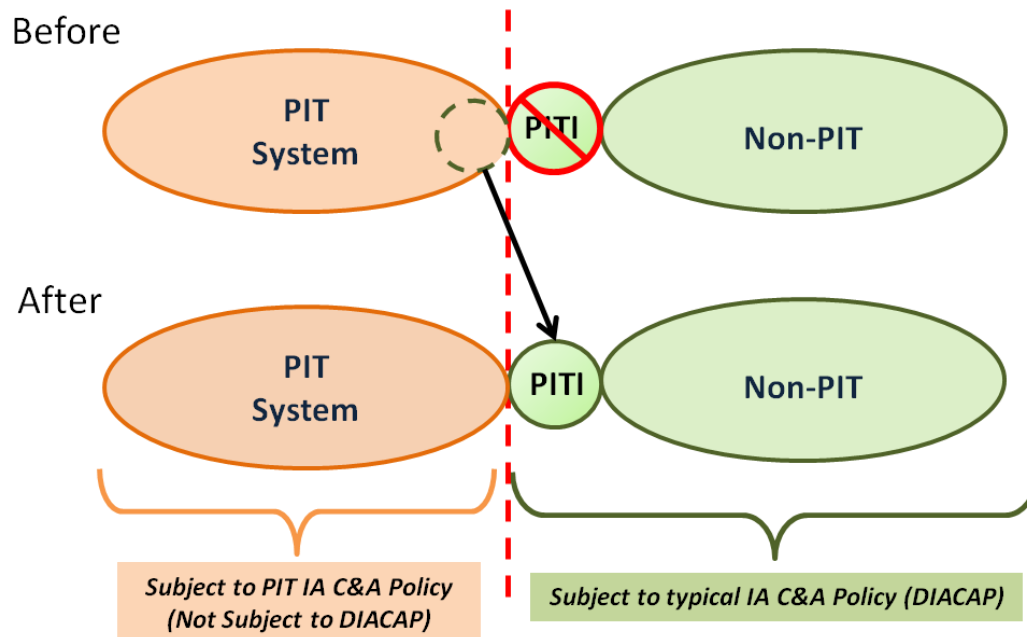 Before
PIT
System
PITI
Non-PIT
After
PIT
System
PITI
Non-PIT
Subject to PIT IA C&A Policy
(Not Subject to DIACAP)
Subject to typical IA C&A Policy (DIACAP)